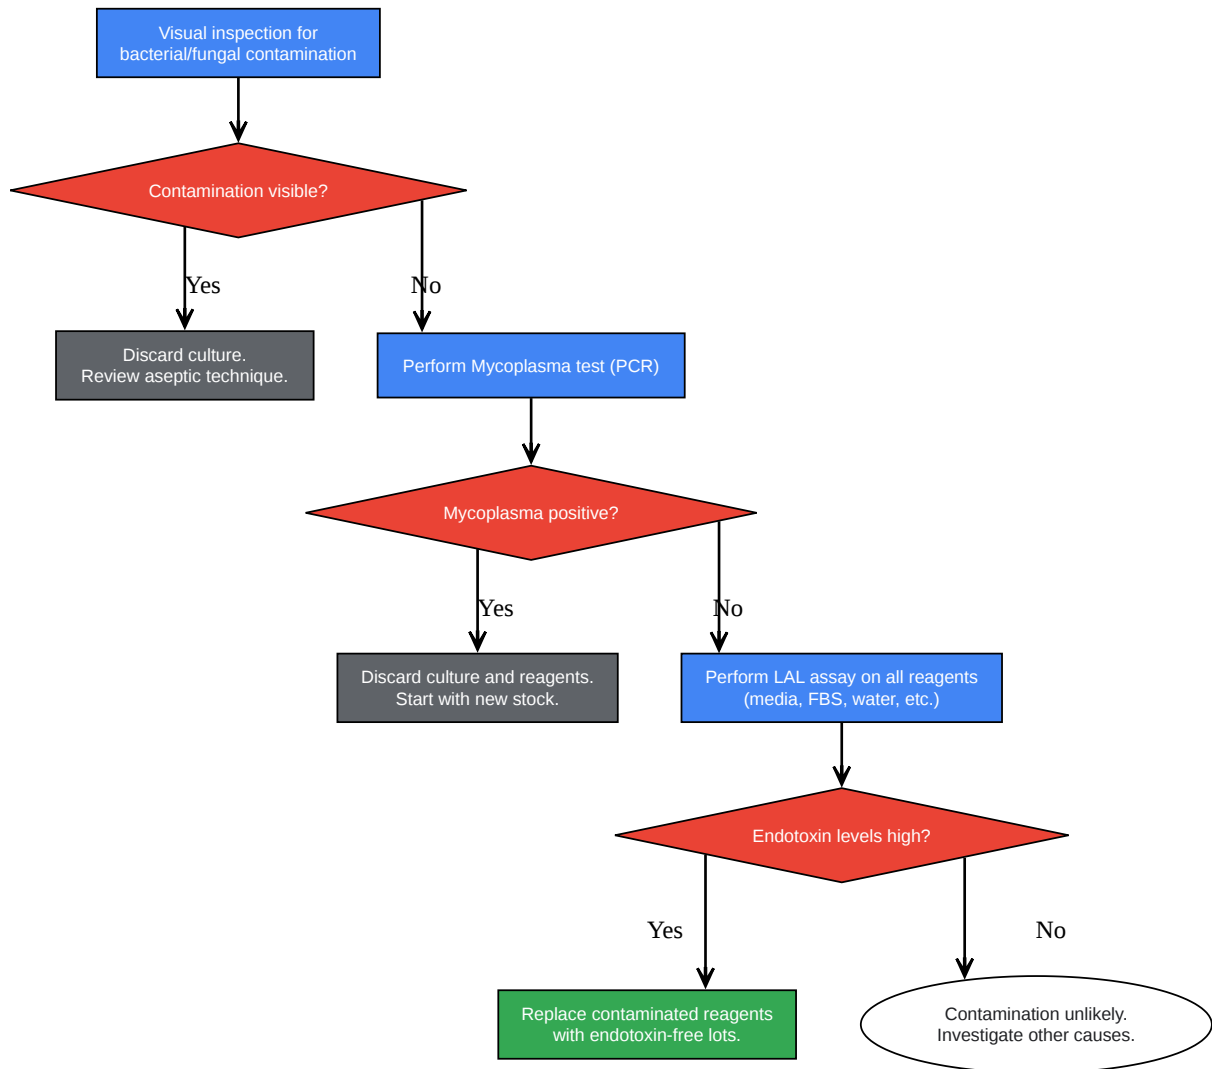 Visual inspection for
bacterial/fungal contamination
Contamination visible?
Yes
No
Discard culture.
Review aseptic technique.
Perform Mycoplasma test (PCR)
Mycoplasma positive?
Yes
No
Discard culture and reagents.
Start with new stock.
Perform LAL assay on all reagents
(media, FBS, water, etc.)
Endotoxin levels high?
Yes
No
Replace contaminated reagents
with endotoxin-free lots.
Contamination unlikely.
Investigate other causes.